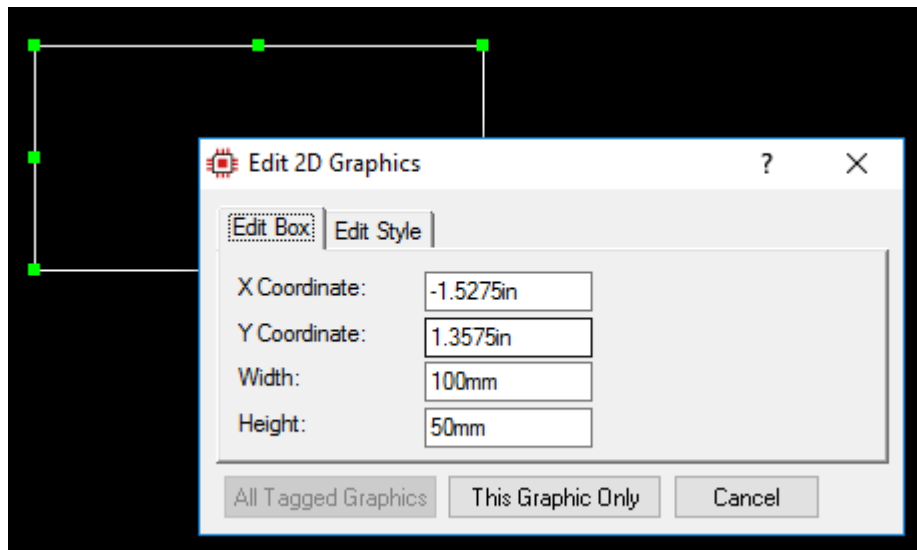 Edit 2D Graphics ? ×
Edit Box Edit Style
X Coordinate: -1.5275in
Y Coordinate: 1.3575in
Width: 100mm
Height: 50mm
All Tagged Graphics This Graphic Only Cancel